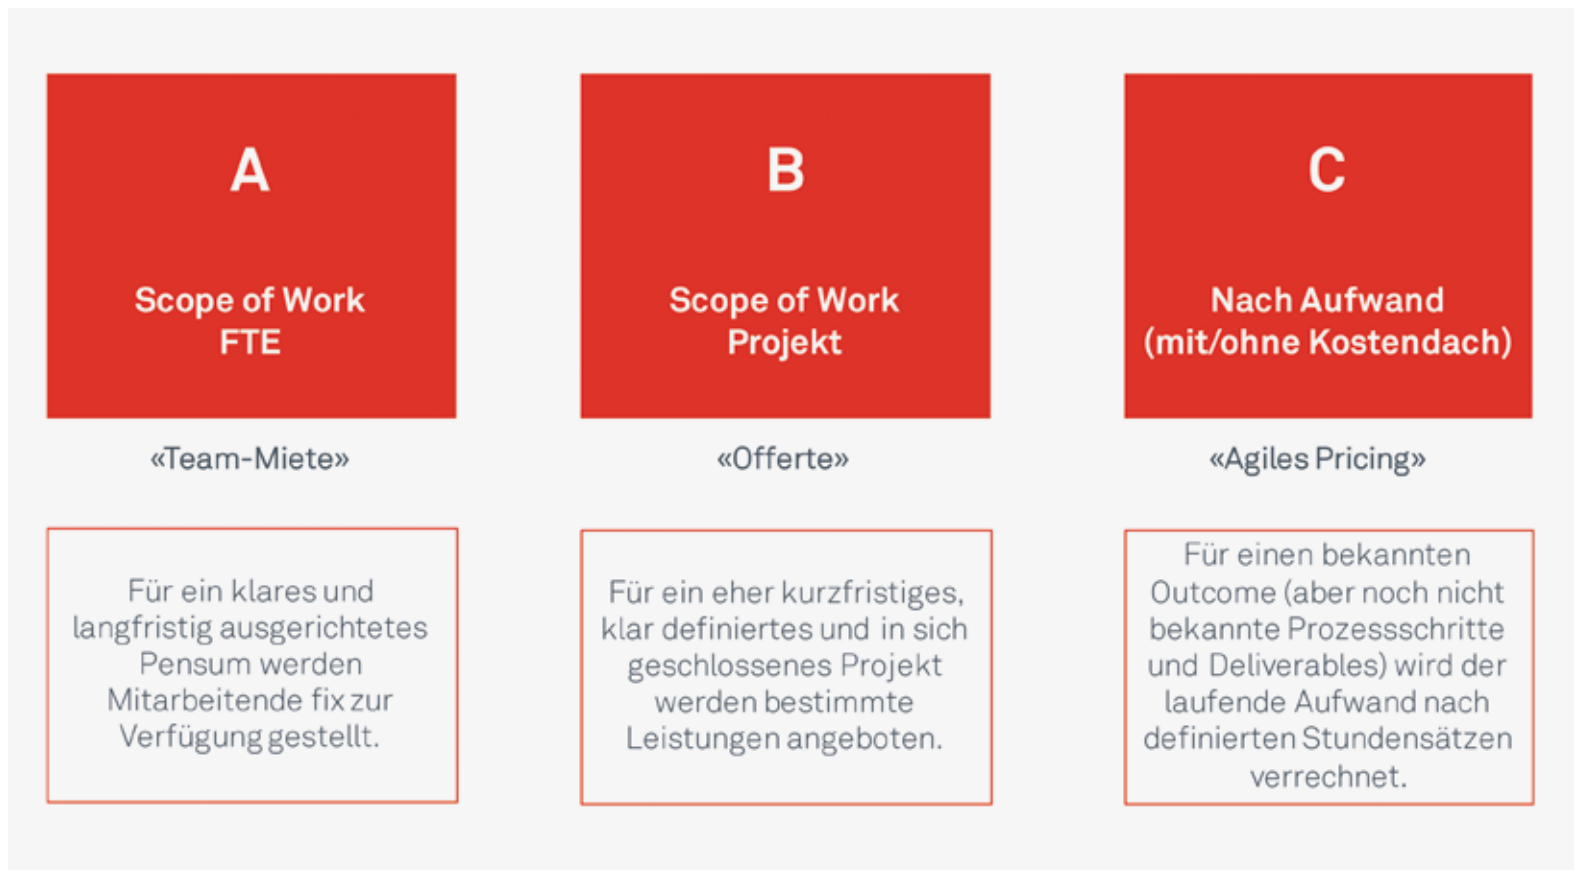 A
Scope of Work
FTE
«Team-Miete»
Für ein klares und
langfristig ausgerichtetes
Pensum werden
Mitarbeitende fix zur
Verfügung gestellt.
B
Scope of Work
Projekt
«Offerte»
Für ein eher kurzfristiges,
klar definiertes und in sich
geschlossenes Projekt
werden bestimmte
Leistungen angeboten.
C
Nach Aufwand
(mit/ohne Kostendach)
«Agiles Pricing»
Für einen bekannten
Outcome (aber noch nicht
bekannte Prozessschritte
und Deliverables) wird der
laufende Aufwand nach
definierten Stundensätzen
verrechnet.